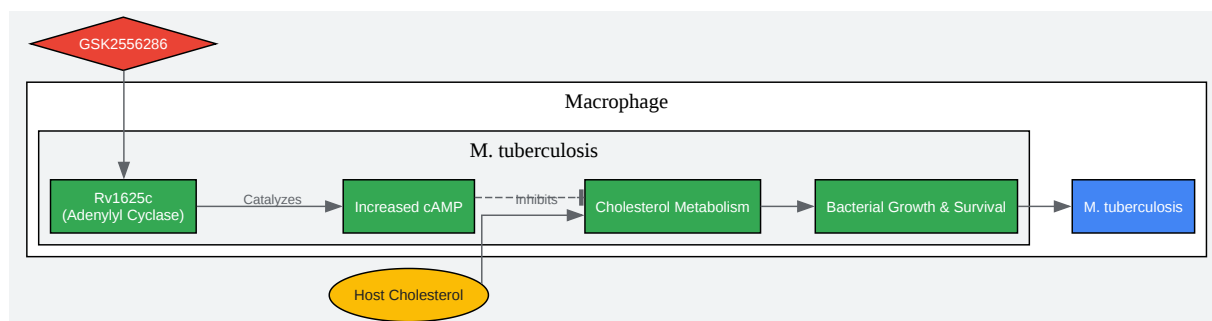 GSK2556286
Macrophage
M. tuberculosis
Rv1625c
(Adenylyl Cyclase)
Catalyzes
Increased cAMP
Inhibits
Cholesterol Metabolism
Bacterial Growth & Survival
M. tuberculosis
Host Cholesterol